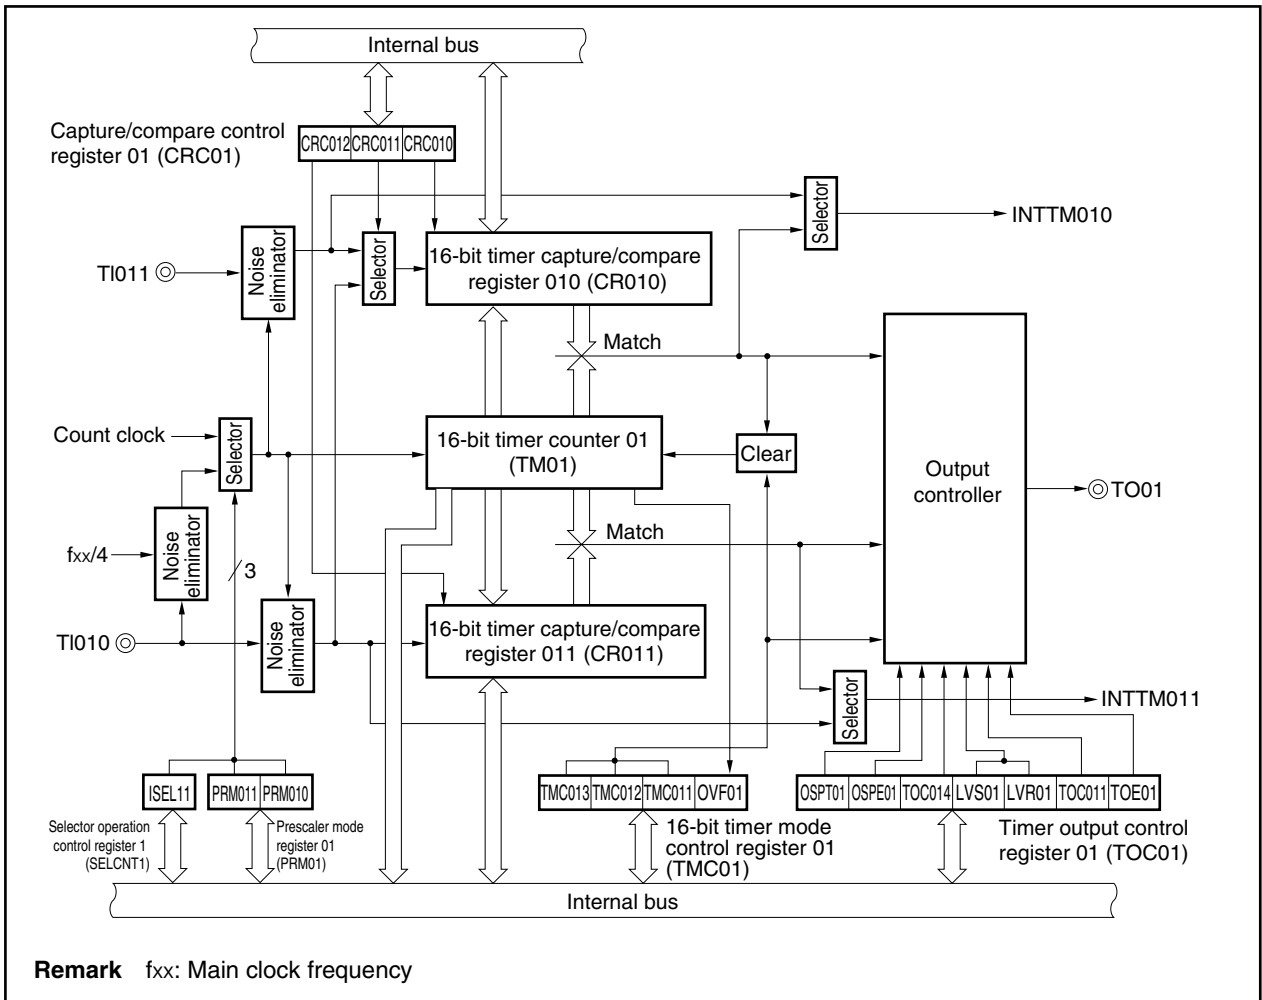 Internal bus
Capture/compare control
register 01 (CRC01)
CRC012 CRC011 CRC010
Selector
INTTM010
Noise
eliminator
TI011
Selector
16-bit timer capture/compare
register 010 (CR010)
Match
Count clock
Selector
16-bit timer counter 01
(TM01)
Clear
Output
controller
TO01
fxx/4
Noise
eliminator
3
Match
TI010
Noise
eliminator
16-bit timer capture/compare
register 011 (CR011)
Selector
INTTM011
ISEL11
PRM011 PRM010
TMC013 TMC012 TMC011 OVF01
OSPT01 OSPE01 TOC014 LVS01 LVR01 TOC011 TOE01
Selector operation
control register 1
(SELCNT1)
Prescaler mode
register 01
(PRM01)
16-bit timer mode
control register 01
(TMC01)
Timer output control
register 01 (TOC01)
Internal bus
Remark fxx: Main clock frequency